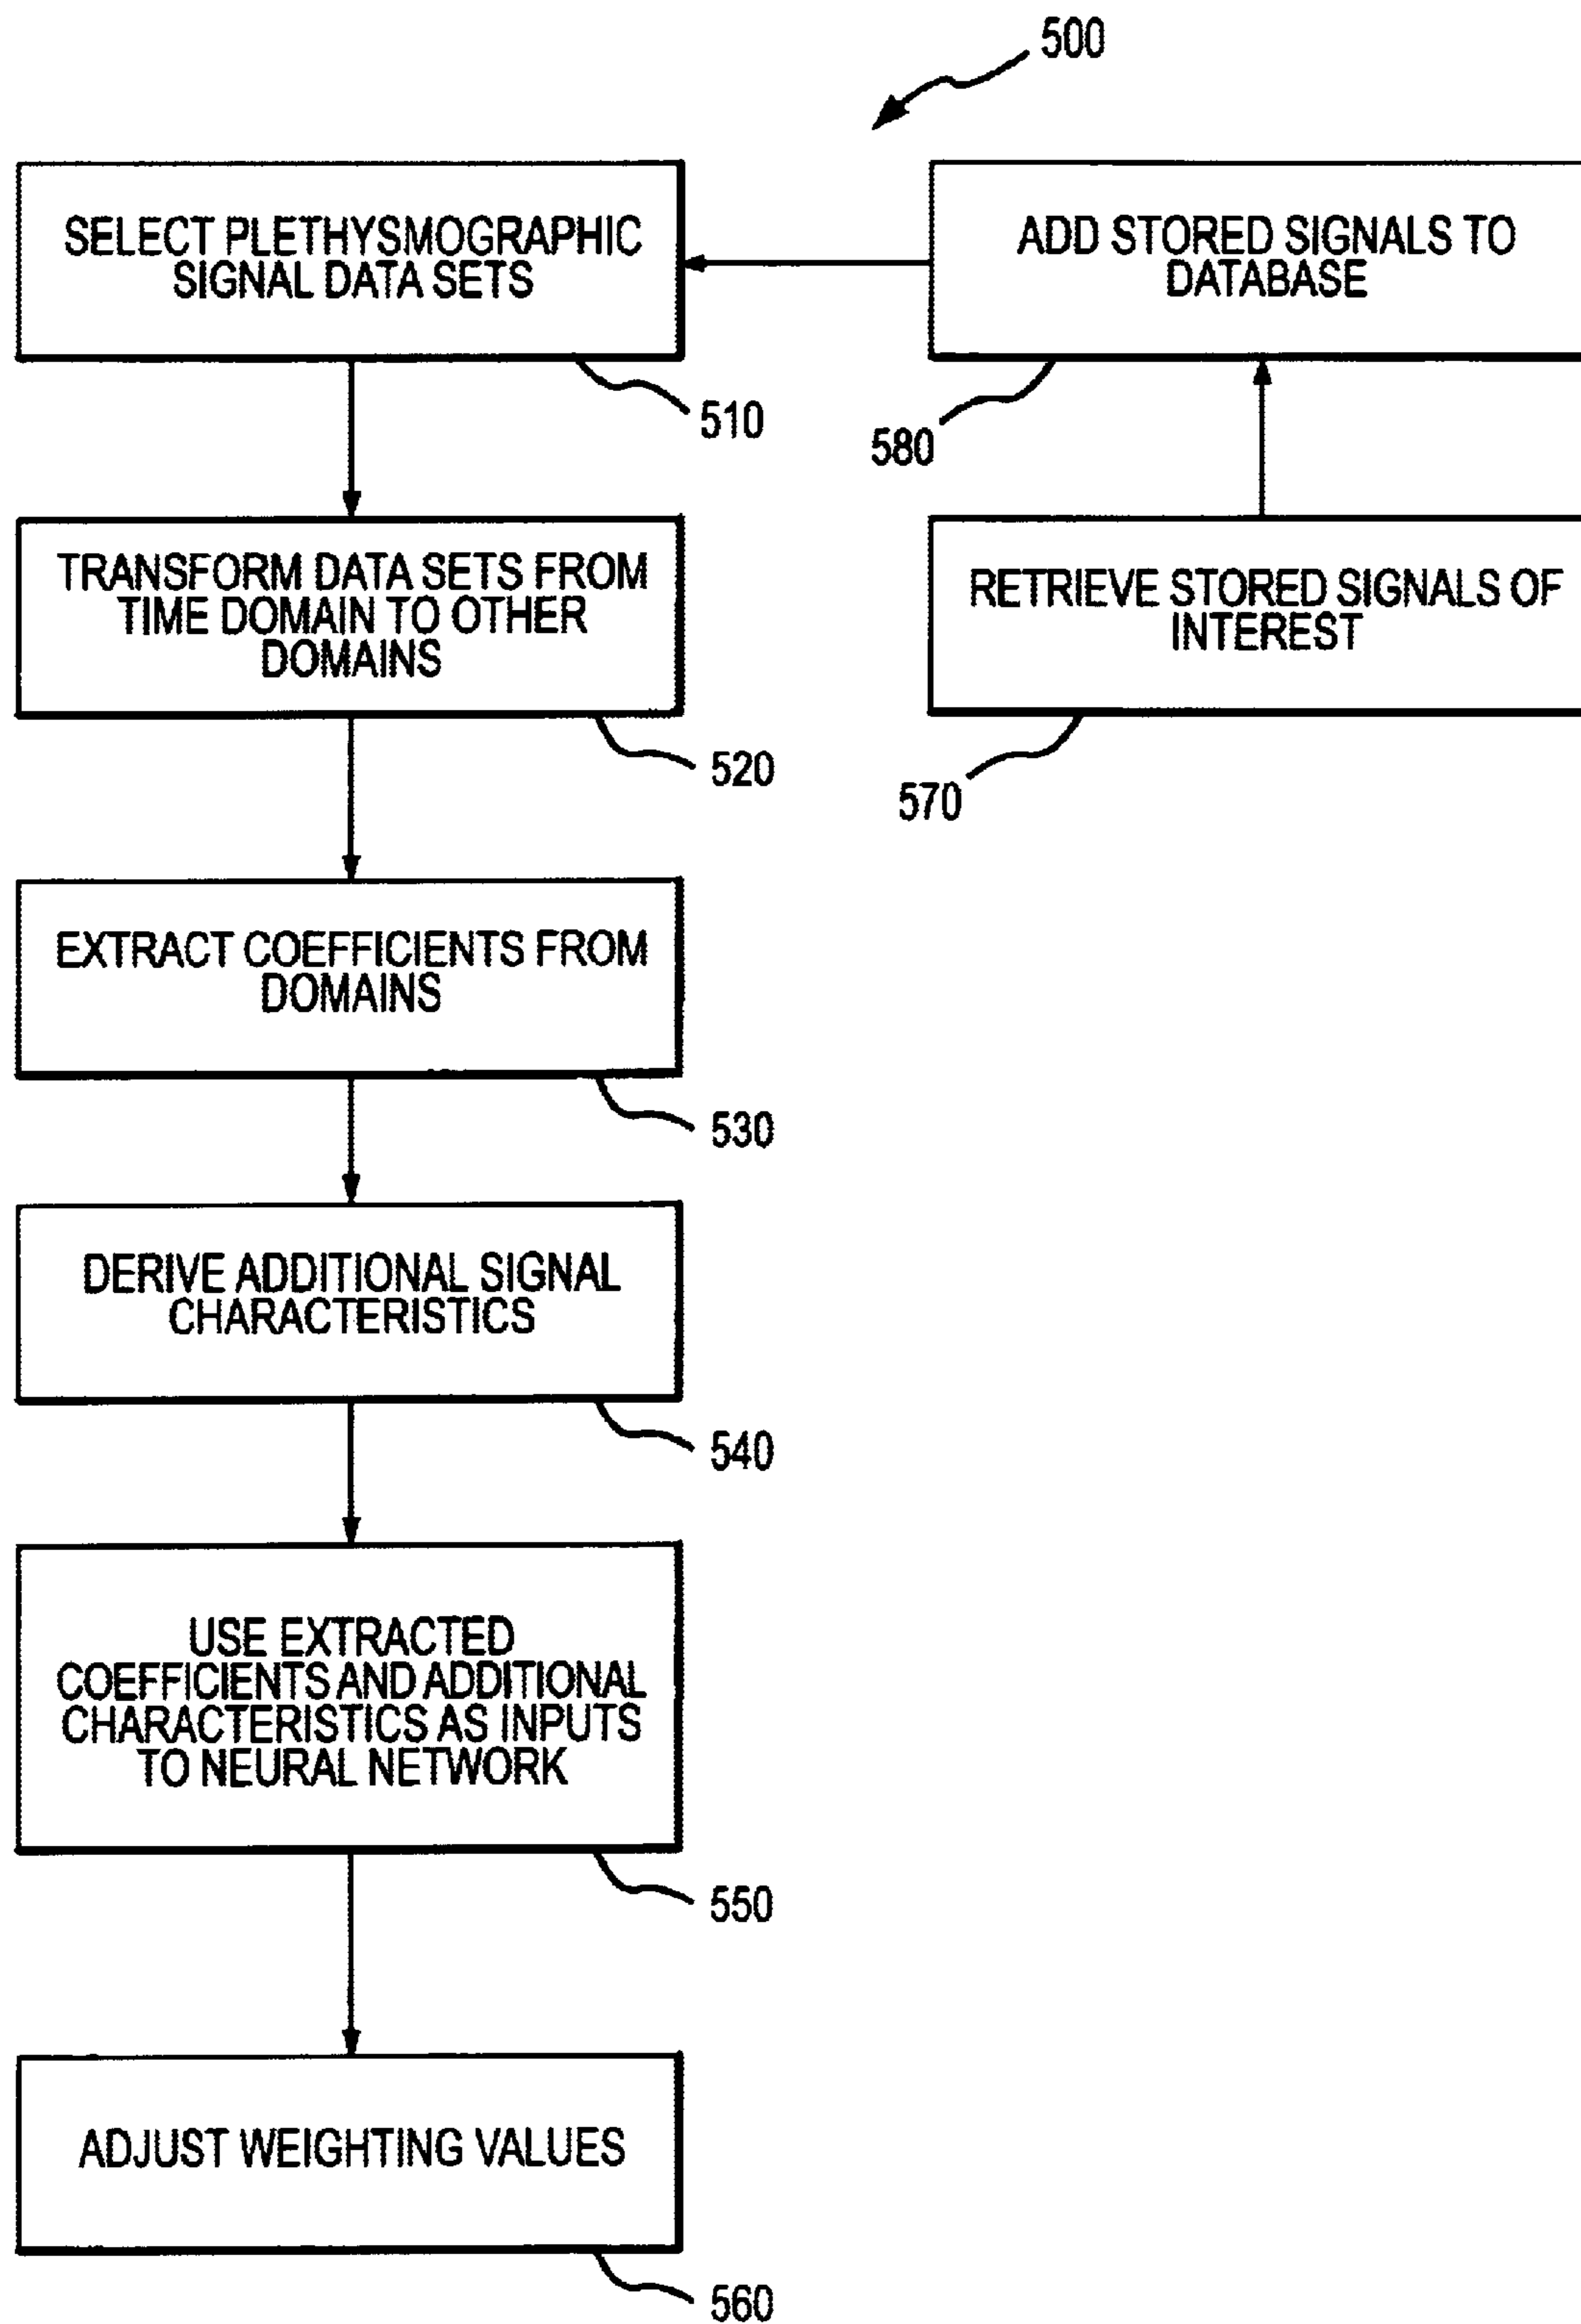 500
SELECT PLETHYSMOGRAPHIC
SIGNAL DATA SETS
510
ADD STORED SIGNALS TO
DATABASE
580
TRANSFORM DATA SETS FROM
TIME DOMAIN TO OTHER
DOMAINS
520
RETRIEVE STORED SIGNALS OF
INTEREST
570
EXTRACT COEFFICIENTS FROM
DOMAINS
530
DERIVE ADDITIONAL SIGNAL
CHARACTERISTICS
540
USE EXTRACTED
COEFFICIENTS AND ADDITIONAL
CHARACTERISTICS AS INPUTS
TO NEURAL NETWORK
550
ADJUST WEIGHTING VALUES
560